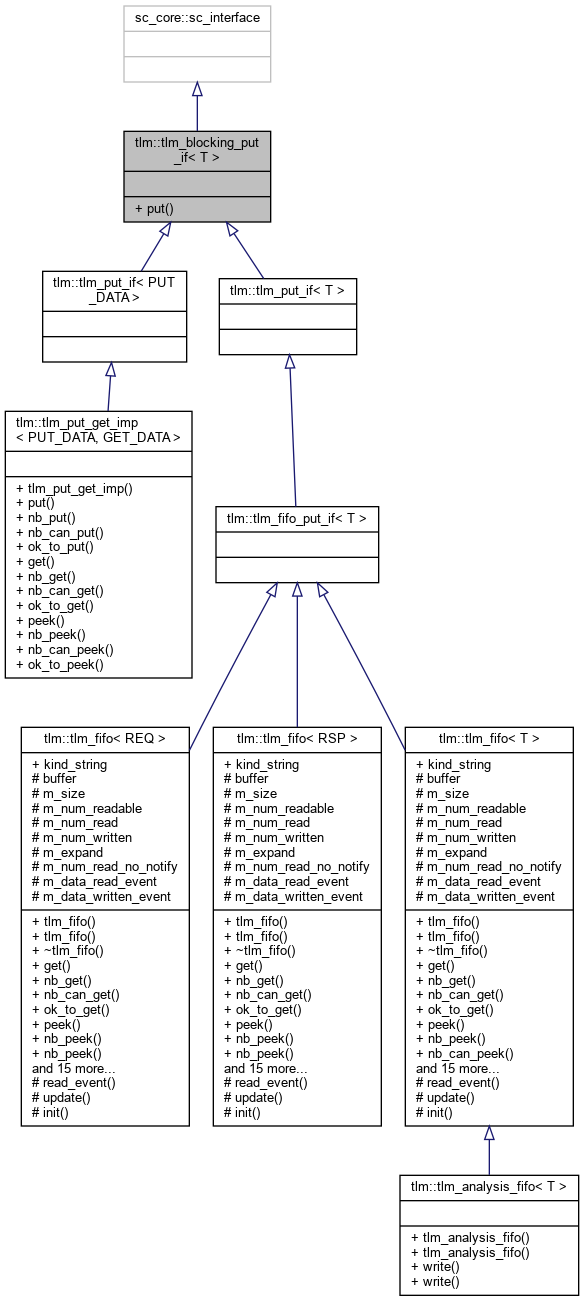 sc_core::sc_interface
tlm::tlm_blocking_put
_if< T >
+ put()
tlm::tlm_put_if< PUT
_DATA >
tlm::tlm_put_if< T >
tlm::tlm_put_get_imp
< PUT_DATA, GET_DATA >
+ tlm_put_get_imp()
+ put()
+ nb_put()
+ nb_can_put()
+ ok_to_put()
+ get()
+ nb_get()
+ nb_can_get()
+ ok_to_get()
+ peek()
+ nb_peek()
+ nb_can_peek()
+ ok_to_peek()
tlm::tlm_fifo_put_if< T >
tlm::tlm_fifo< REQ >
+ kind_string
# buffer
# m_size
# m_num_readable
# m_num_read
# m_num_written
# m_expand
# m_num_read_no_notify
# m_data_read_event
# m_data_written_event
+ tlm_fifo()
+ tlm_fifo()
+ ~tlm_fifo()
+ get()
+ nb_get()
+ nb_can_get()
+ ok_to_get()
+ peek()
+ nb_peek()
+ nb_peek()
and 15 more...
# read_event()
# update()
# init()
tlm::tlm_fifo< RSP >
+ kind_string
# buffer
# m_size
# m_num_readable
# m_num_read
# m_num_written
# m_expand
# m_num_read_no_notify
# m_data_read_event
# m_data_written_event
+ tlm_fifo()
+ tlm_fifo()
+ ~tlm_fifo()
+ get()
+ nb_get()
+ nb_can_get()
+ ok_to_get()
+ peek()
+ nb_peek()
+ nb_peek()
and 15 more...
# read_event()
# update()
# init()
tlm::tlm_fifo< T >
+ kind_string
# buffer
# m_size
# m_num_readable
# m_num_read
# m_num_written
# m_expand
# m_num_read_no_notify
# m_data_read_event
# m_data_written_event
+ tlm_fifo()
+ tlm_fifo()
+ ~tlm_fifo()
+ get()
+ nb_get()
+ nb_can_get()
+ ok_to_get()
+ peek()
+ nb_peek()
+ nb_can_peek()
and 15 more...
# read_event()
# update()
# init()
tlm::tlm_analysis_fifo< T >
+ tlm_analysis_fifo()
+ tlm_analysis_fifo()
+ write()
+ write()